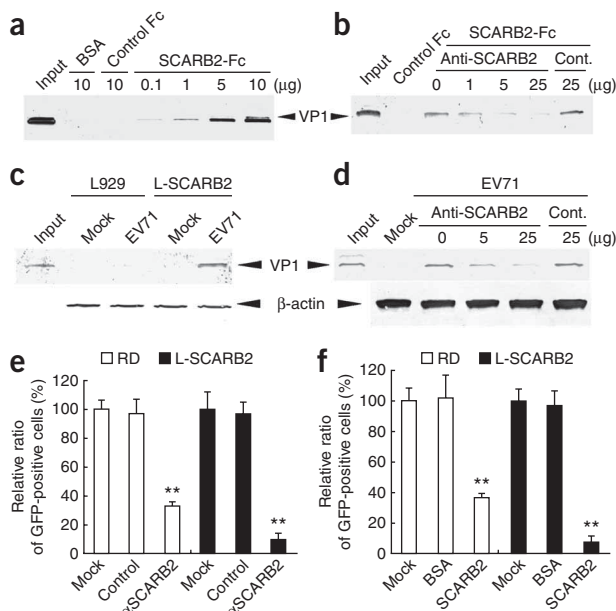 a
Input
BSA
Control Fc
SCARB2-Fc
10 10 0.1 1 5 10 (μg)
VP1
b
Input
Control Fc
SCARB2-Fc
Anti-SCARB2 Cont.
0 1 5 25 25 (μg)
c
L929 L-SCARB2
Input
Mock
EV71
Mock
EV71
VP1
β-actin
d
EV71
Input
Mock
Anti-SCARB2 Cont.
0 5 25 25 (μg)
e
RD L-SCARB2
Relative ratio
of GFP-positive cells (%)
120
100
80
60
40
20
0
**
**
Mock
Control
αSCARB2
Mock
Control
αSCARB2
f
RD L-SCARB2
Relative ratio
of GFP-positive cells (%)
120
100
80
60
40
20
0
**
**
Mock
BSA
SCARB2
Mock
BSA
SCARB2